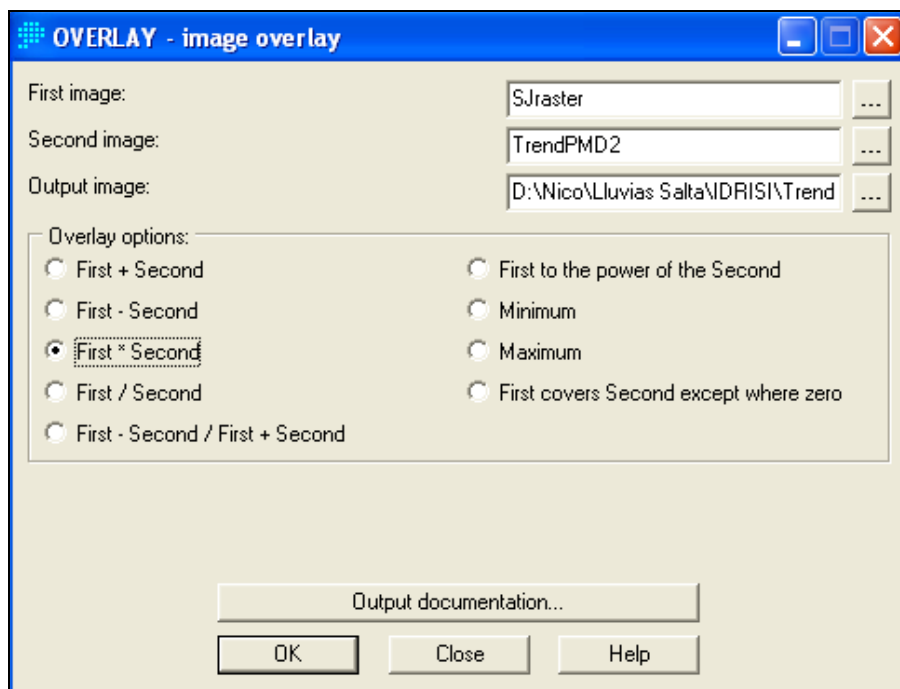 OVERLAY - image overlay
First image:
SJraster
...
Second image:
TrendPMD2
...
Output image:
D:\Nico\Lluvias Salta\IDRISI\Trend
...
Overlay options:
First + Second
First - Second
First * Second
First / Second
First - Second / First + Second
First to the power of the Second
Minimum
Maximum
First covers Second except where zero
Output documentation...
OK
Close
Help